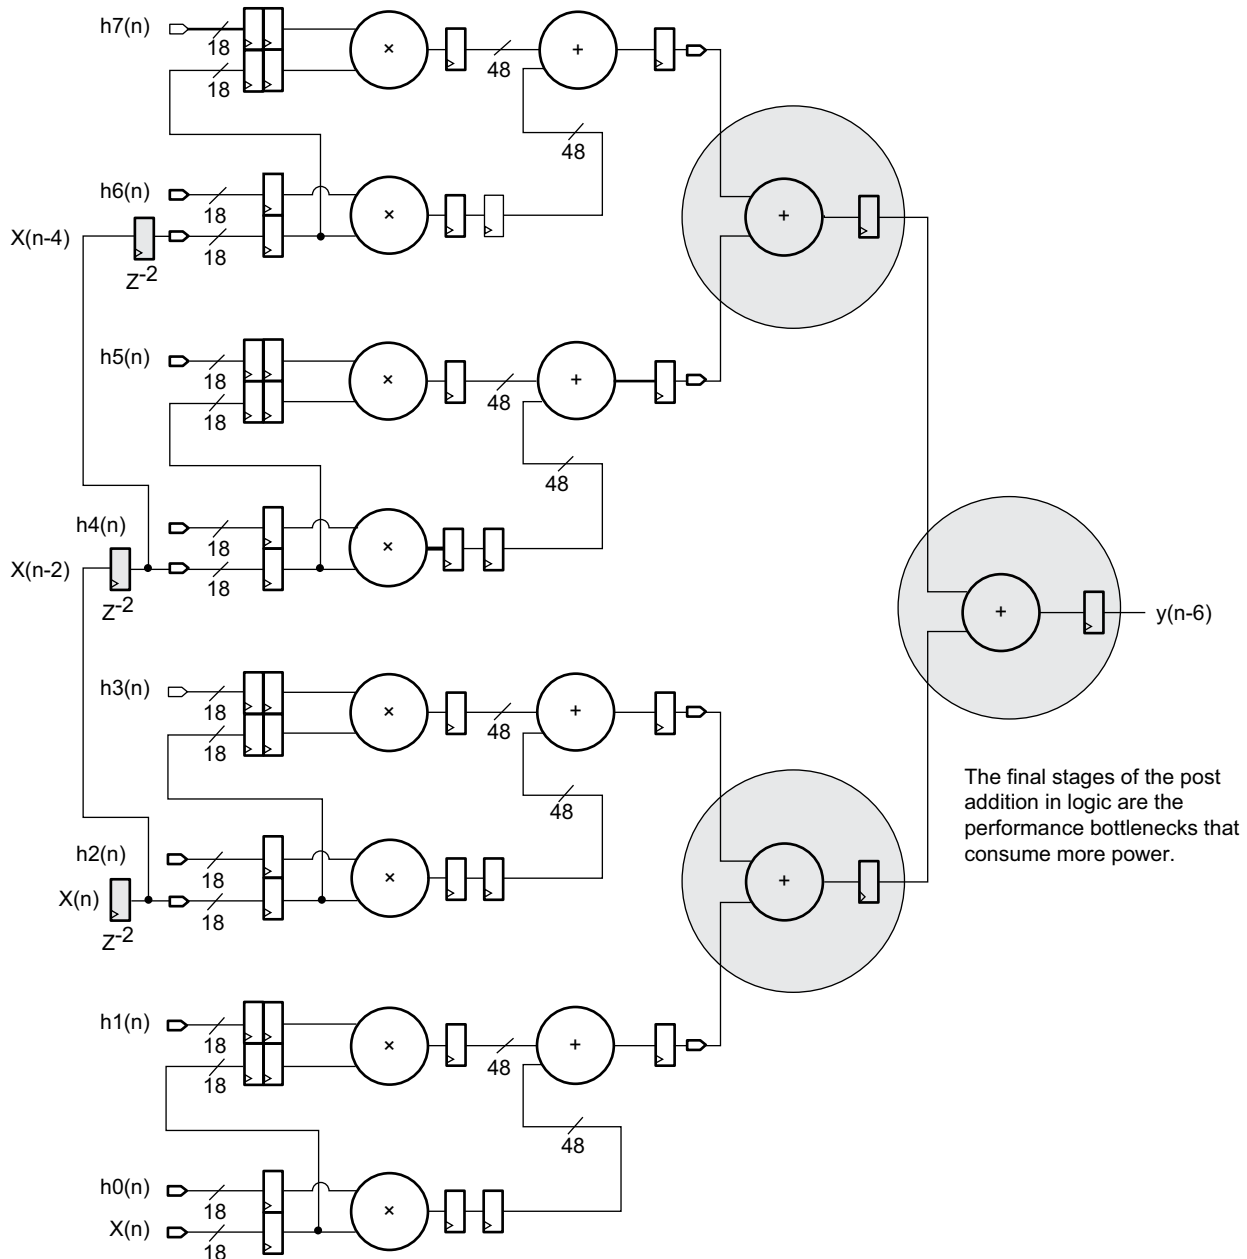 h7(n)
18
×
48
+
18
48
h6(n)
18
×
+
X(n-4)
18
Z-2
h5(n)
18
×
48
+
18
48
h4(n)
18
×
X(n-2)
18
Z-2
+
y(n-6)
h3(n)
18
×
48
+
18
48
The final stages of the post
addition in logic are the
performance bottlenecks that
consume more power.
h2(n)
18
×
+
X(n)
18
Z-2
h1(n)
18
×
48
+
18
48
h0(n)
18
×
X(n)
18